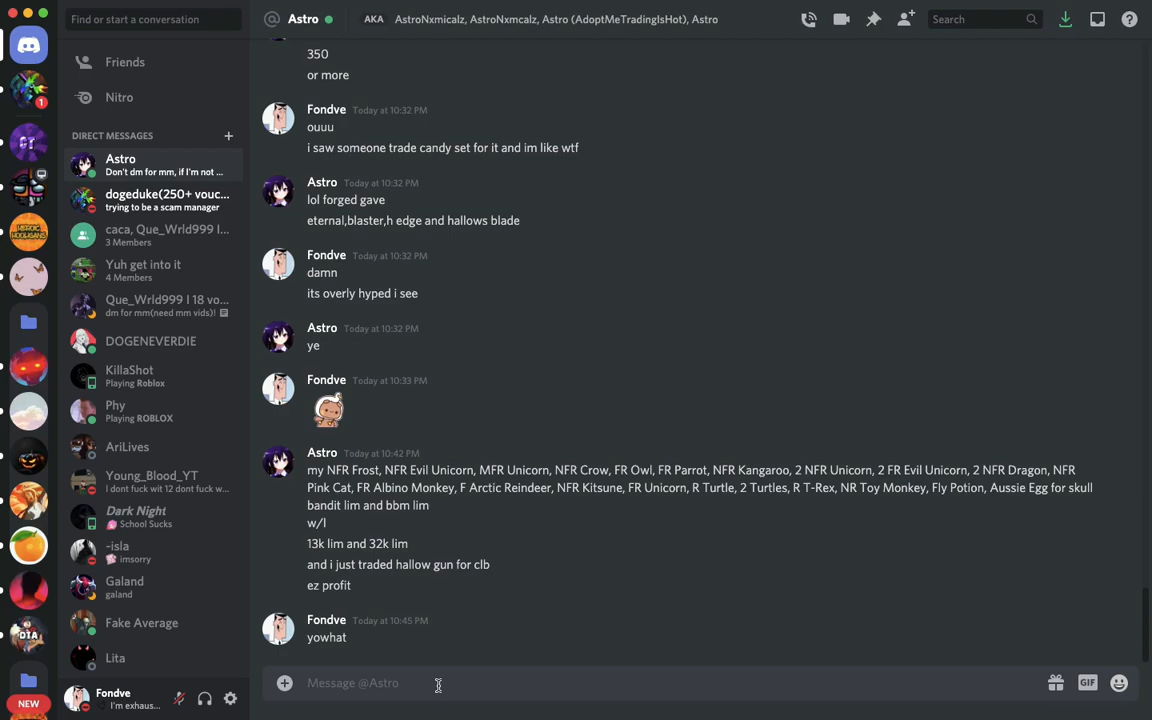 Find or start a conversation
Astro
AKA AstroNxmicalz, AstroNxmcalz, Astro (AdoptMeTradingIsHot), Astro
Search
Friends
Nitro
DIRECT MESSAGES
Astro
Don't dm for mm, if I'm not ...
dogeduke(250+ vouc...
trying to be a scam manager
caca, Que_Wrld999 I...
3 Members
Yuh get into it
4 Members
Que_Wrld999 I 18 vo...
dm for mm(need mm vids)!
DOGENEVERDIE
KillaShot
Playing Roblox
Phy
Playing ROBLOX
AriLives
Young_Blood_YT
I dont fuck wit 12 dont fuck w...
Dark Night
School Sucks
-isla
imsorry
Galand
galand
Fake Average
Lita
Fondve
I'm exhaus...
1
NEW
350
or more
Fondve Today at 10:32 PM
ouuu
i saw someone trade candy set for it and im like wtf
Astro Today at 10:32 PM
lol forged gave
eternal,blaster,h edge and hallows blade
Fondve Today at 10:32 PM
damn
its overly hyped i see
Astro Today at 10:32 PM
ye
Fondve Today at 10:33 PM
Astro Today at 10:42 PM
my NFR Frost, NFR Evil Unicorn, MFR Unicorn, NFR Crow, FR Owl, FR Parrot, NFR Kangaroo, 2 NFR Unicorn, 2 FR Evil Unicorn, 2 NFR Dragon, NFR
Pink Cat, FR Albino Monkey, F Arctic Reindeer, NFR Kitsune, FR Unicorn, R Turtle, 2 Turtles, R T-Rex, NR Toy Monkey, Fly Potion, Aussie Egg for skull
bandit lim and bbm lim
w/l
13k lim and 32k lim
and i just traded hallow gun for clb
ez profit
Fondve Today at 10:45 PM
yowhat
Message @Astro
GIF